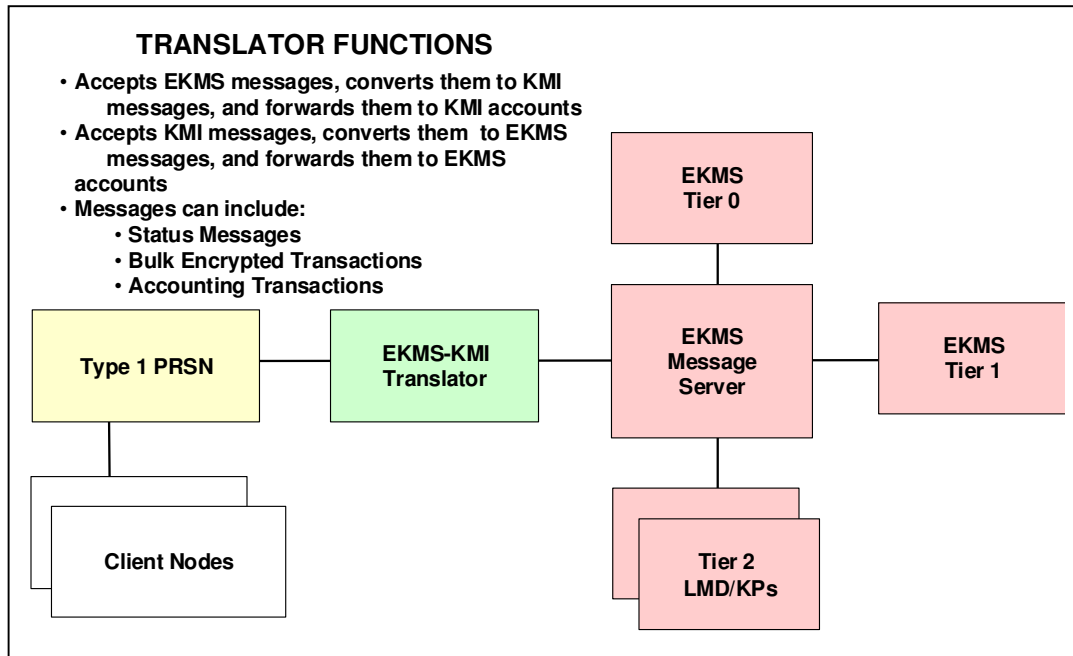 TRANSLATOR FUNCTIONS
• Accepts EKMS messages, converts them to KMI
messages, and forwards them to KMI accounts
• Accepts KMI messages, converts them to EKMS
messages, and forwards them to EKMS
accounts
• Messages can include:
• Status Messages
• Bulk Encrypted Transactions
• Accounting Transactions
EKMS
Tier 0
Type 1 PRSN
EKMS-KMI
Translator
EKMS
Message
Server
EKMS
Tier 1
Client Nodes
Tier 2
LMD/KPs